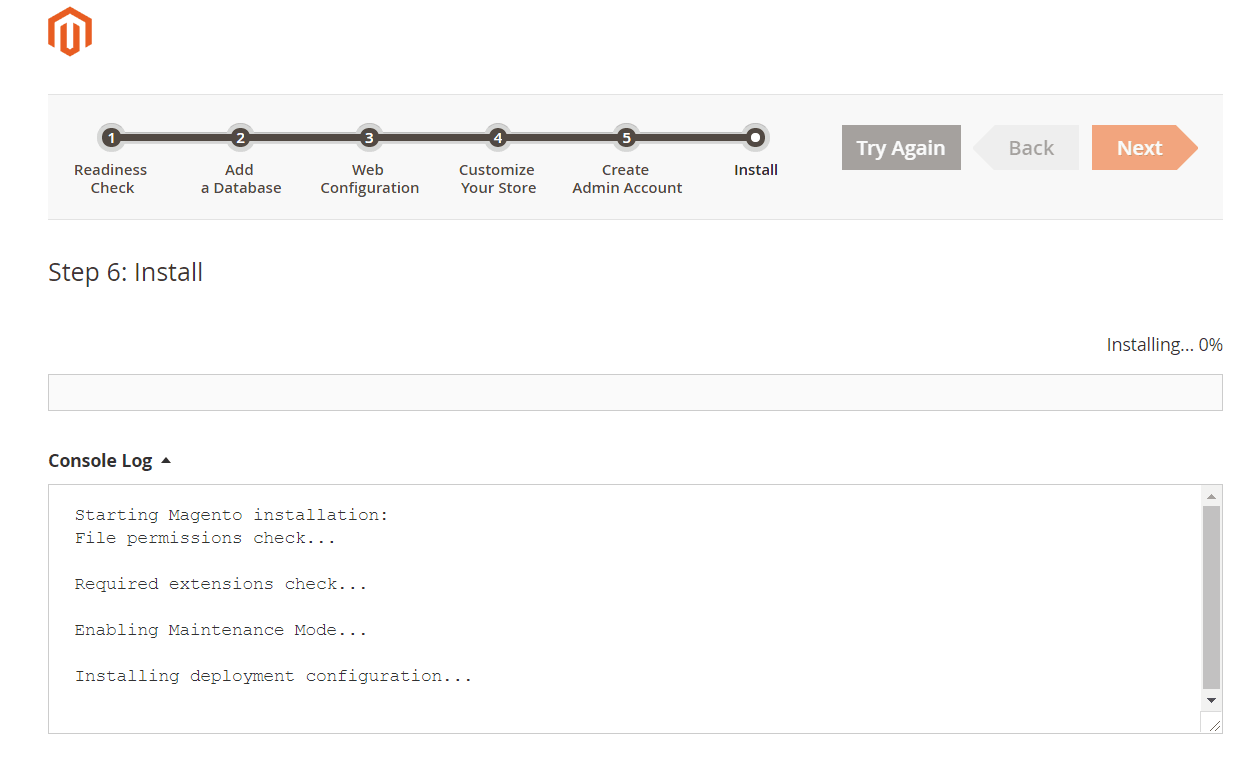 1 2 3 4 5
Readiness Check
Add a Database
Web Configuration
Customize Your Store
Create Admin Account
Install
Try Again
Back
Next
Step 6: Install
Installing... 0%
Console Log
Starting Magento installation:
File permissions check...
Required extensions check...
Enabling Maintenance Mode...
Installing deployment configuration...